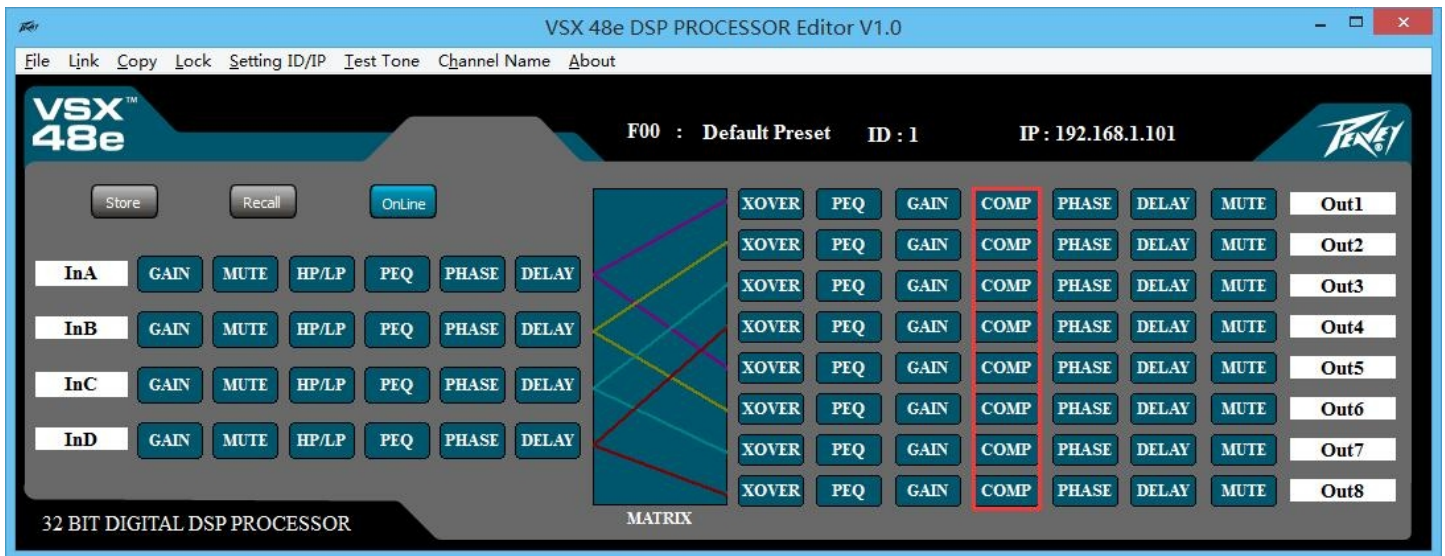 Peavey
VSX 48e DSP PROCESSOR Editor V1.0
File Link Copy Lock Setting ID/IP Test Tone Channel Name About
VSX™
48e
F00 : Default Preset ID : 1 IP : 192.168.1.101
PEAVEY®
Store Recall OnLine
XOVER PEQ GAIN COMP PHASE DELAY MUTE Out1
XOVER PEQ GAIN COMP PHASE DELAY MUTE Out2
InA GAIN MUTE HP/LP PEQ PHASE DELAY
XOVER PEQ GAIN COMP PHASE DELAY MUTE Out3
InB GAIN MUTE HP/LP PEQ PHASE DELAY
XOVER PEQ GAIN COMP PHASE DELAY MUTE Out4
XOVER PEQ GAIN COMP PHASE DELAY MUTE Out5
InC GAIN MUTE HP/LP PEQ PHASE DELAY
XOVER PEQ GAIN COMP PHASE DELAY MUTE Out6
InD GAIN MUTE HP/LP PEQ PHASE DELAY
XOVER PEQ GAIN COMP PHASE DELAY MUTE Out7
XOVER PEQ GAIN COMP PHASE DELAY MUTE Out8
32 BIT DIGITAL DSP PROCESSOR
MATRIX